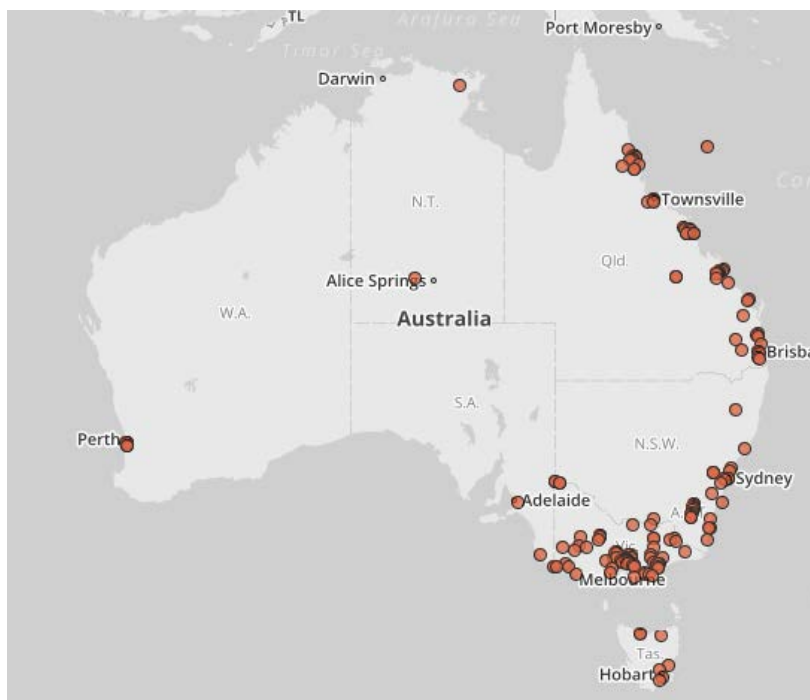 TL
Arafura Sea
Port Moresby
Timor Sea
Darwin
N.T.
Townsville
Qld.
Alice Springs
W.A.
Australia
Brisba
S.A.
Perth
N.S.W.
Sydney
Adelaide
Vic.
Melbourne
Tas.
Hobart